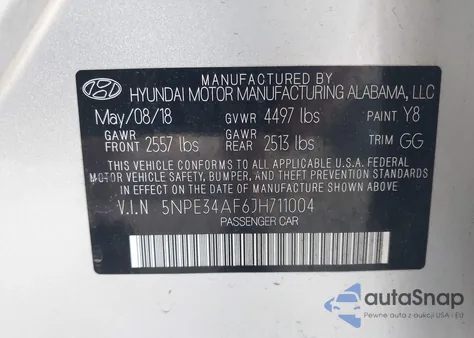 MANUFACTURED BY
HYUNDAI MOTOR MANUFACTURING ALABAMA, LLC
May/08/18 GVWR 4497 lbs PAINT Y8
GAWR FRONT 2557 lbs GAWR REAR 2513 lbs TRIM GG
THIS VEHICLE CONFORMS TO ALL APPLICABLE U.S.A. FEDERAL
MOTOR VEHICLE SAFETY, BUMPER, AND THEFT PREVENTION STANDARDS
IN EFFECT ON THE DATE OF MANUFACTURE SHOWN ABOVE.
V.I.N 5NPE34AF6JH711004
PASSENGER CAR
autoSnap
Pewne auta z aukcji USA i EU